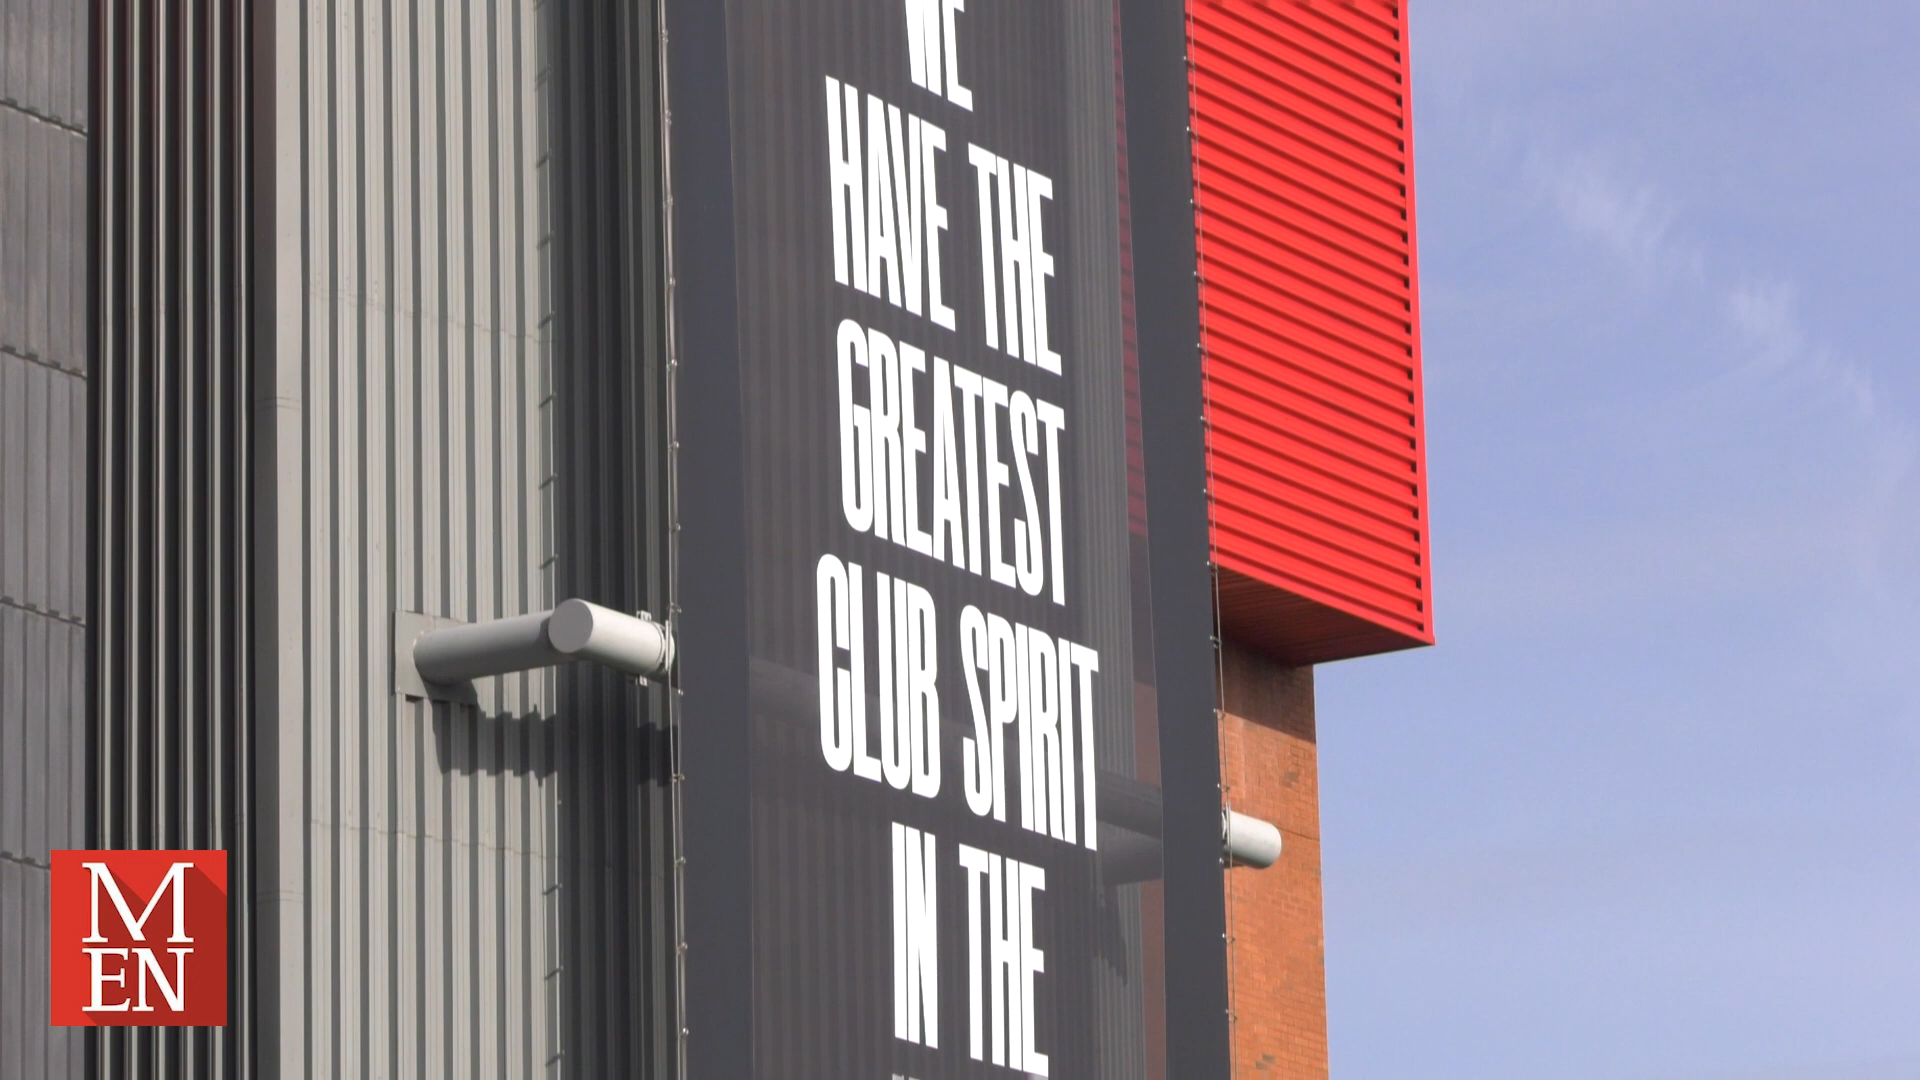 WE
HAVE THE
GREATEST
CLUB SPIRIT
IN THE
M
EN